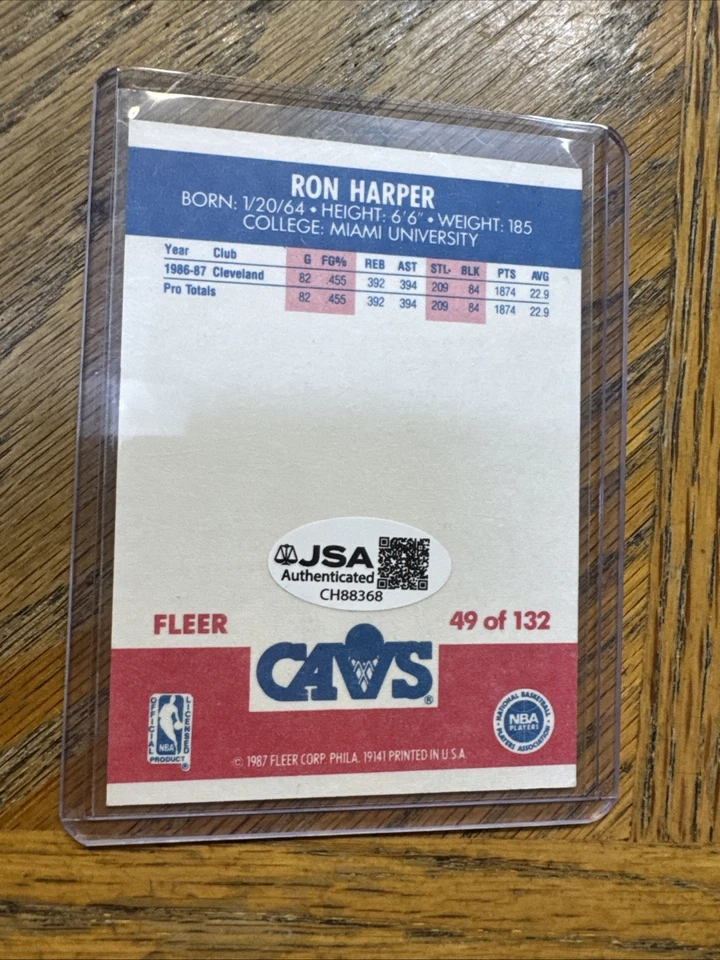 RON HARPER
BORN: 1/20/64 • HEIGHT: 6'6" • WEIGHT: 185
COLLEGE: MIAMI UNIVERSITY
Year Club G FG% REB AST STL BLK PTS AVG
1986-87 Cleveland 82 .455 392 394 209 84 1874 22.9
Pro Totals 82 .455 392 394 209 84 1874 22.9
JSA
Authenticated
CH88368
FLEER 49 of 132
CAVS®
OFFICIAL LICENSED
NBA
PRODUCT ®
NATIONAL BASKETBALL
NBA
PLAYERS
PLAYERS ASSOCIATION
© 1987 FLEER CORP. PHILA. 19141 PRINTED IN U.S.A.